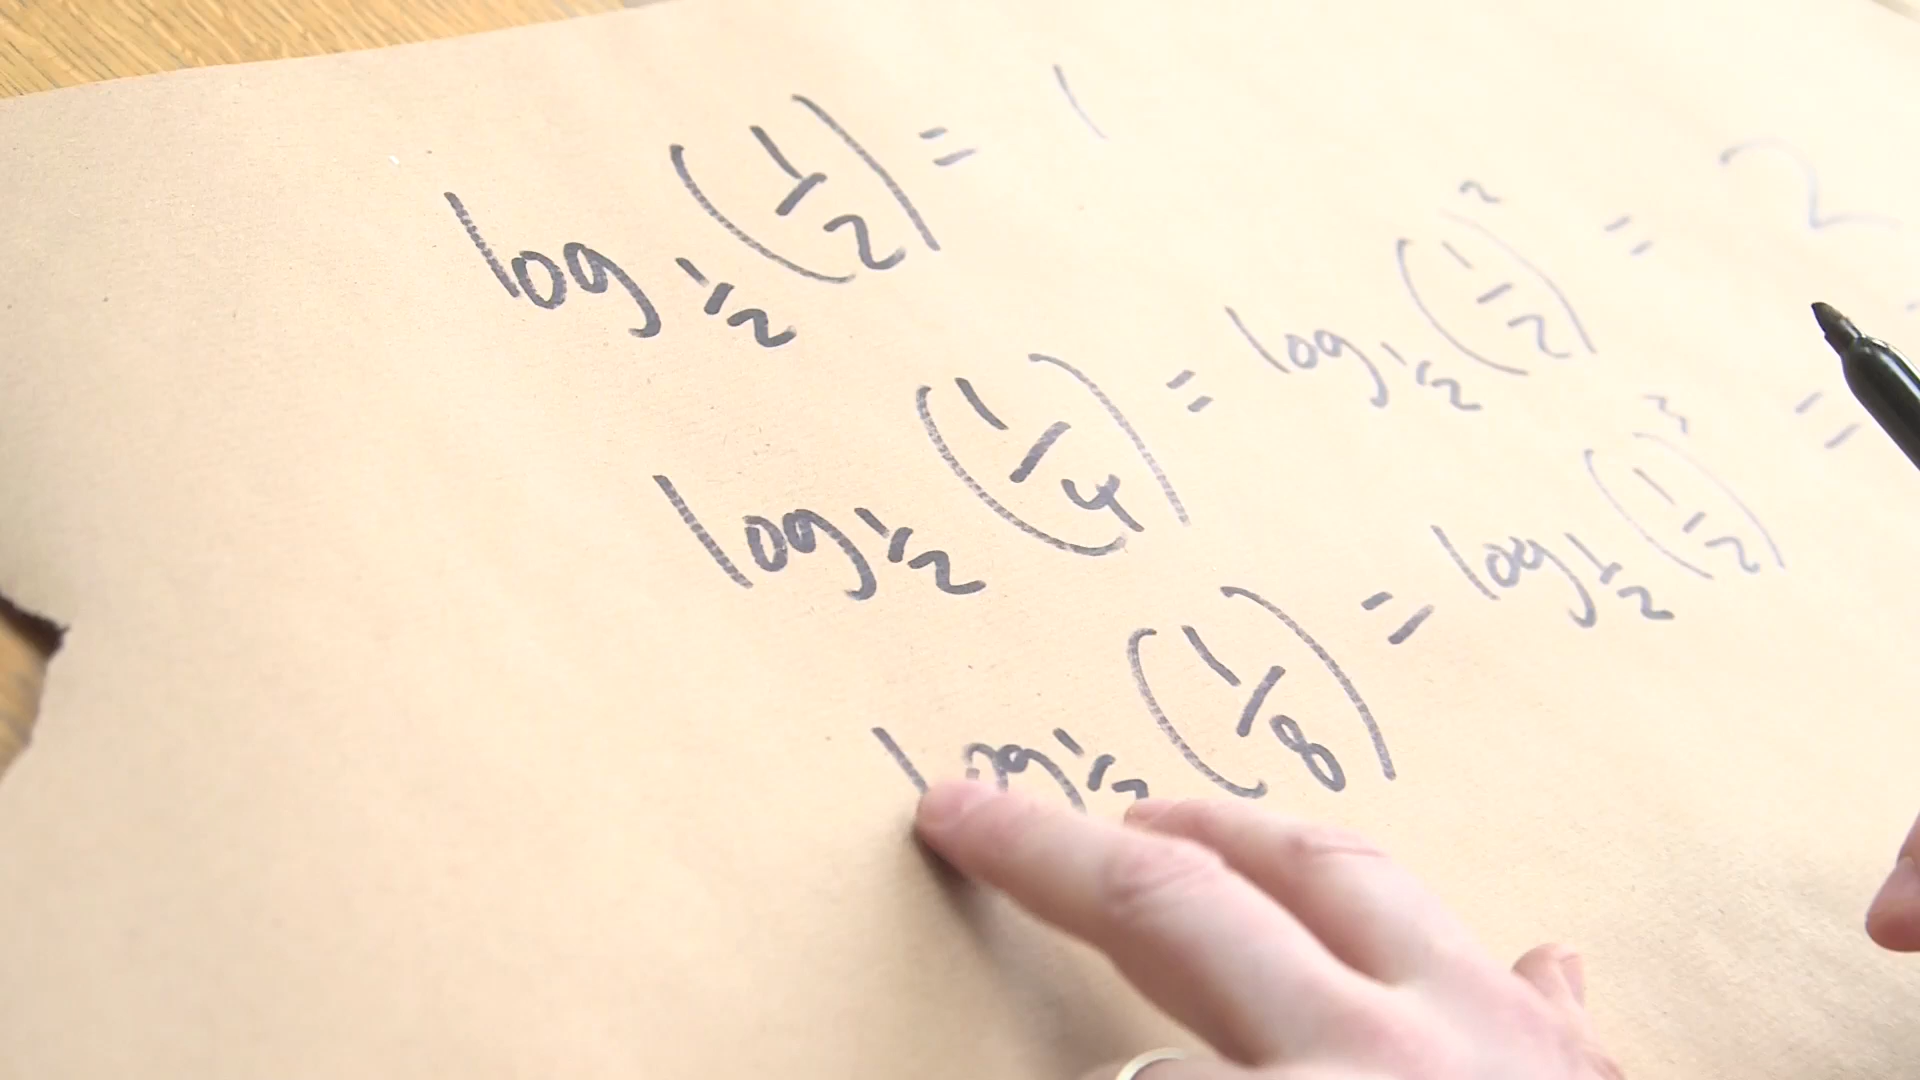 log½(1/2) = 1
log½(1/4) = log½(1/2)² = 2
log½(1/8) = log½(1/2)³ =